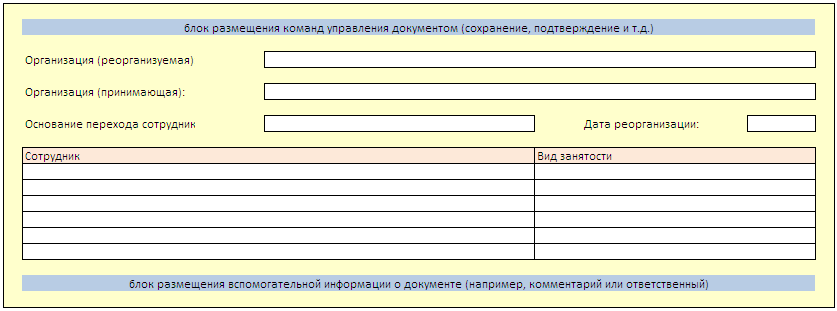 блок размещения команд управления документом (сохранение, подтверждение и т.д.)
Организация (реорганизуемая)
Организация (принимающая):
Основание перехода сотрудник Дата реорганизации:
Сотрудник Вид занятости
блок размещения вспомогательной информации о документе (например, комментарий или ответственный)